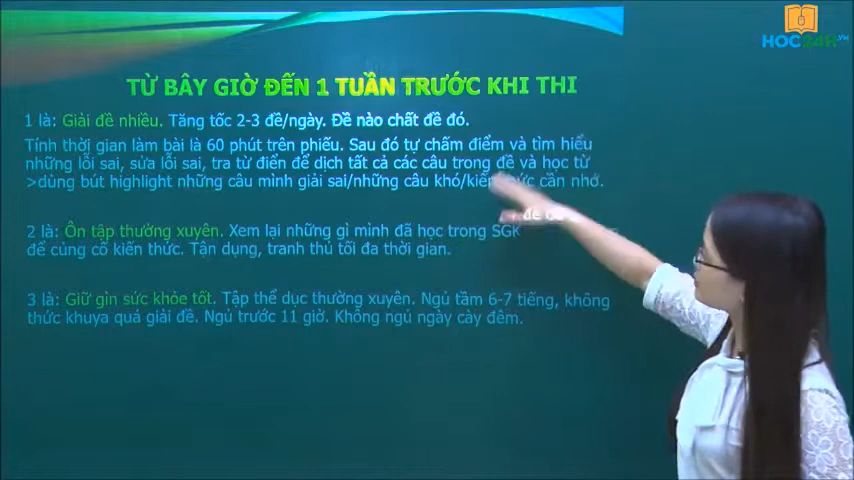 HOC24H.VN
TỪ BÂY GIỜ ĐẾN 1 TUẦN TRƯỚC KHI THI
1 là: Giải đề nhiều. Tăng tốc 2-3 đề/ngày. Đề nào chất đề đó.
Tính thời gian làm bài là 60 phút trên phiếu. Sau đó tự chấm điểm và tìm hiểu
những lỗi sai, sửa lỗi sai, tra từ điển để dịch tất cả các câu trong đề và học từ
>dùng bút highlight những câu mình giải sai/những câu khó/kiến thức cần nhớ.
2 là: Ôn tập thường xuyên. Xem lại những gì mình đã học trong SGK
để củng cố kiến thức. Tận dụng, tranh thủ tối đa thời gian.
3 là: Giữ gìn sức khỏe tốt. Tập thể dục thường xuyên. Ngủ tầm 6-7 tiếng, không
thức khuya quá giải đề. Ngủ trước 11 giờ. Không ngủ ngày cày đêm.